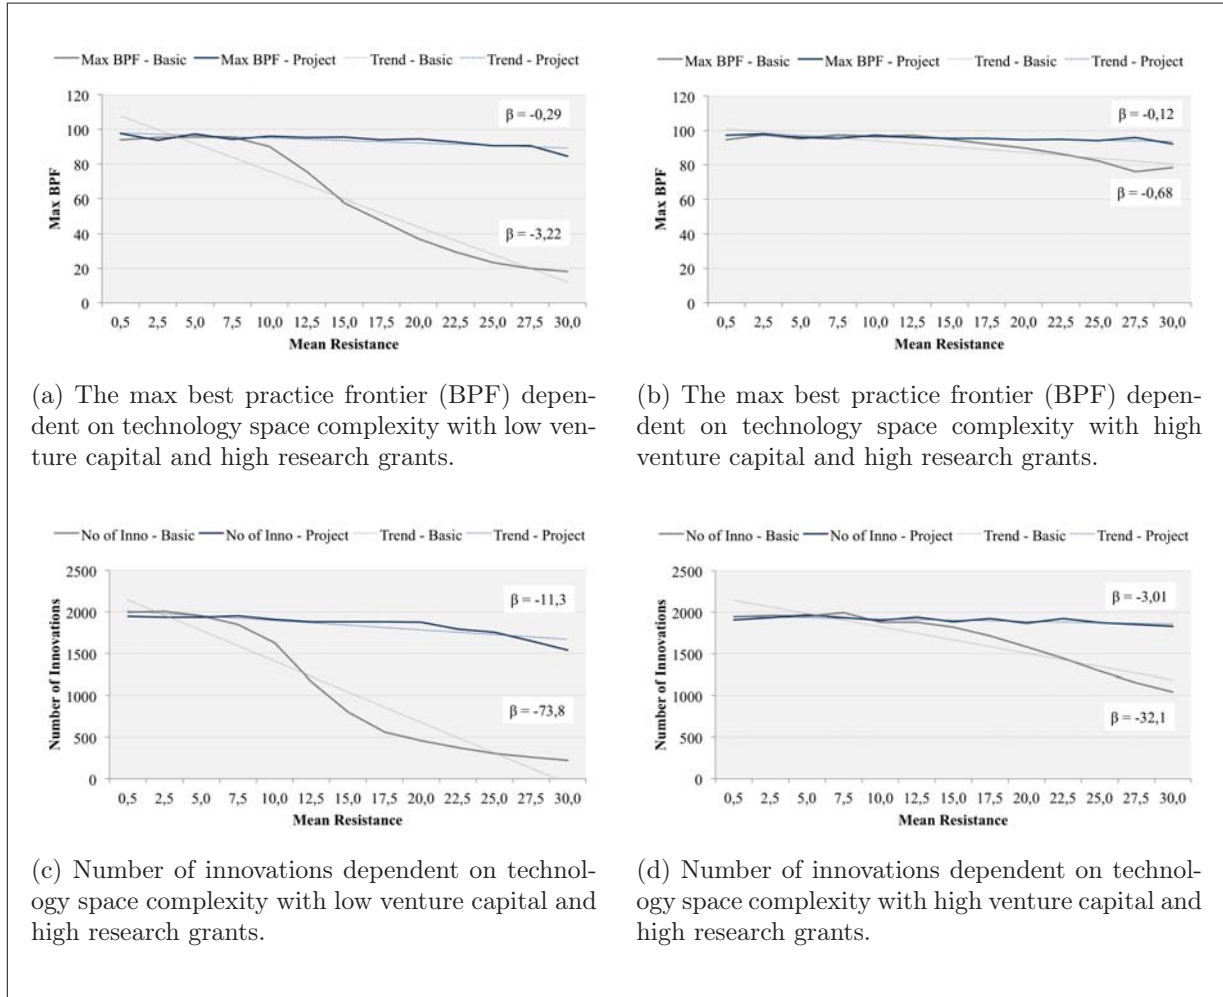 Max BPF - Basic Max BPF - Project Trend - Basic Trend - Project
120
100
80
60
40
20
0
Max BPF
β = -0,29
β = -3,22
0,5 2,5 5,0 7,5 10,0 12,5 15,0 17,5 20,0 22,5 25,0 27,5 30,0
Mean Resistance
(a) The max best practice frontier (BPF) depen-
dent on technology space complexity with low ven-
ture capital and high research grants.
Max BPF - Basic Max BPF - Project Trend - Basic Trend - Project
120
100
80
60
40
20
0
Max BPF
β = -0,12
β = -0,68
0,5 2,5 5,0 7,5 10,0 12,5 15,0 17,5 20,0 22,5 25,0 27,5 30,0
Mean Resistance
(b) The max best practice frontier (BPF) depen-
dent on technology space complexity with high
venture capital and high research grants.
No of Inno - Basic No of Inno - Project Trend - Basic Trend - Project
2500
2000
1500
1000
500
0
Number of Innovations
β = -11,3
β = -73,8
0,5 2,5 5,0 7,5 10,0 12,5 15,0 17,5 20,0 22,5 25,0 27,5 30,0
Mean Resistance
(c) Number of innovations dependent on technol-
ogy space complexity with low venture capital and
high research grants.
No of Inno - Basic No of Inno - Project Trend - Basic Trend - Project
2500
2000
1500
1000
500
0
Number of Innovations
β = -3,01
β = -32,1
0,5 2,5 5,0 7,5 10,0 12,5 15,0 17,5 20,0 22,5 25,0 27,5 30,0
Mean Resistance
(d) Number of innovations dependent on technol-
ogy space complexity with high venture capital and
high research grants.